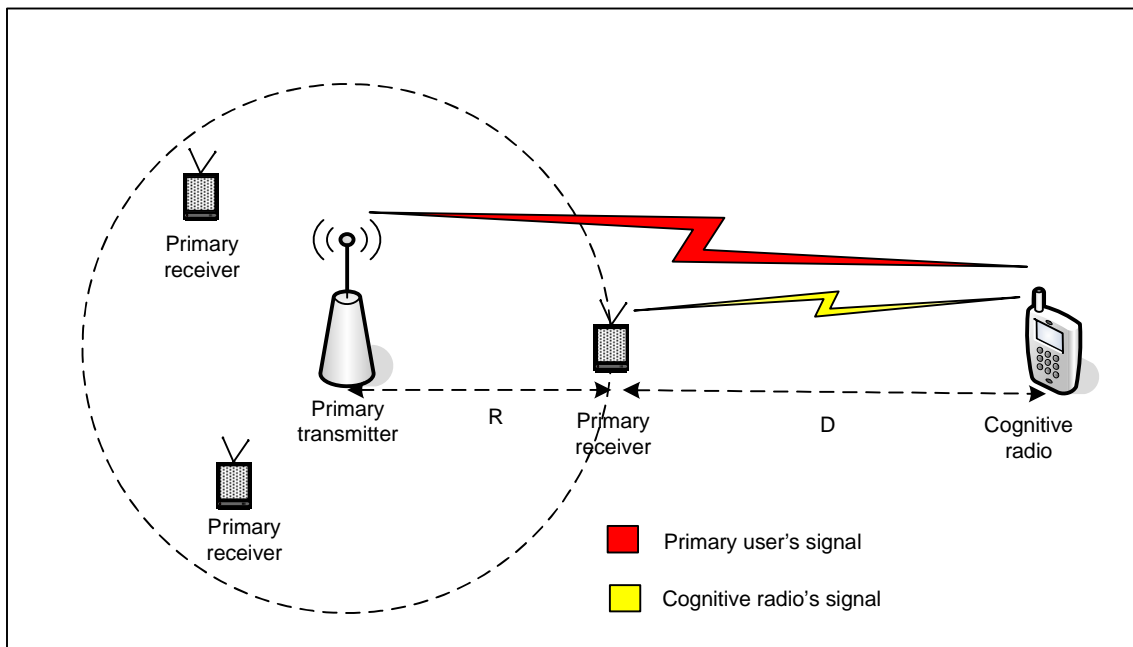 Primary
receiver
Primary
transmitter
R
Primary
receiver
D
Cognitive
radio
Primary
receiver
Primary user's signal
Cognitive radio's signal